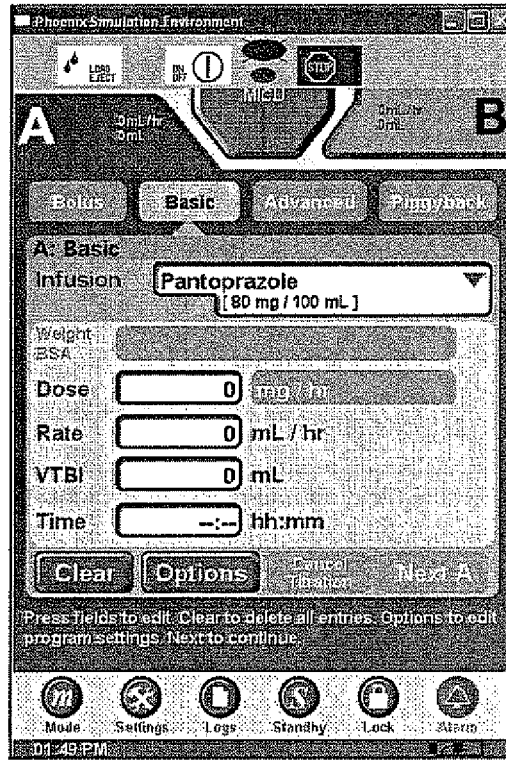 Phoenix Simulation Environment
LOAD
EJECT
ON
OFF
STOP
A
0mL/hr
0mL
MICU
0mL/hr
0mL
B
Bolus
Basic
Advanced
Piggyback
A: Basic
Infusion
Pantoprazole
[ 80 mg / 100 mL ]
Weight
BSA
Dose 0 mg / hr
Rate 0 mL / hr
VTBI 0 mL
Time --:-- hh:mm
Clear
Options
Cancel
Titration
Next A
Press fields to edit. Clear to delete all entries. Options to edit
program settings. Next to continue.
Mode
Settings
Logs
Standby
Lock
Alarm
01:49 PM